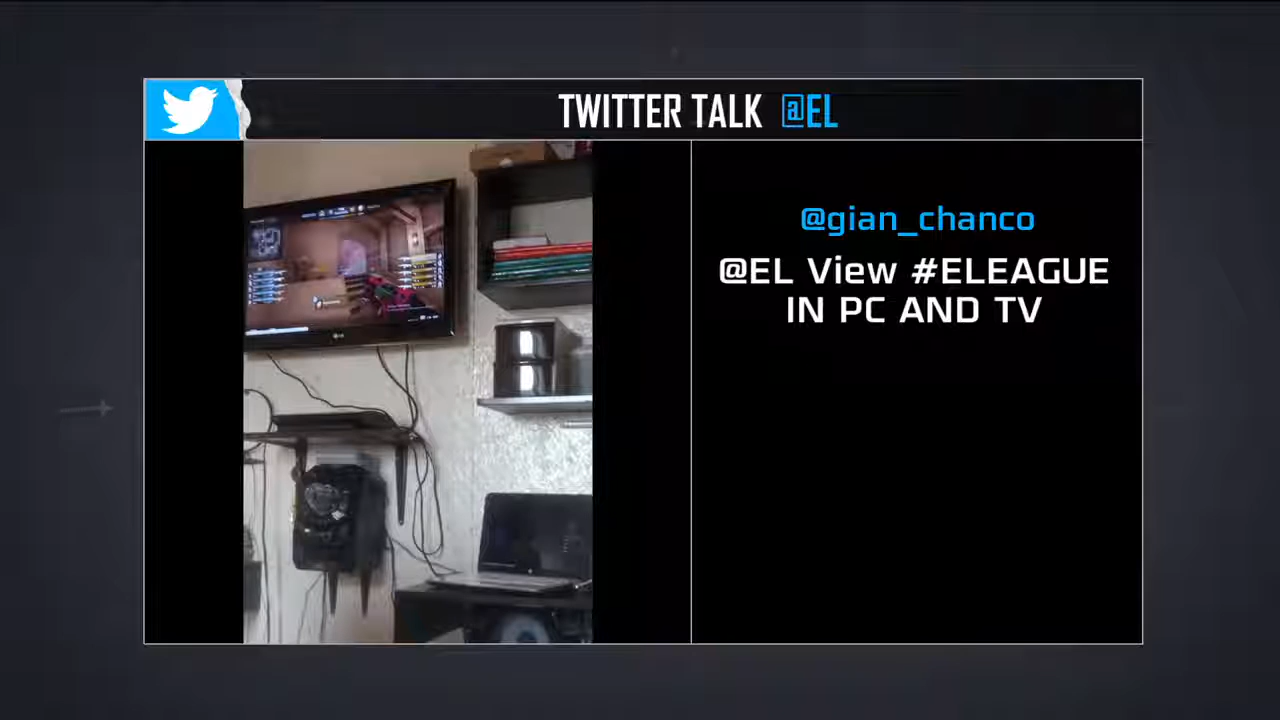 TWITTER TALK @EL
@gian_chanco
@EL View #ELEAGUE
IN PC AND TV